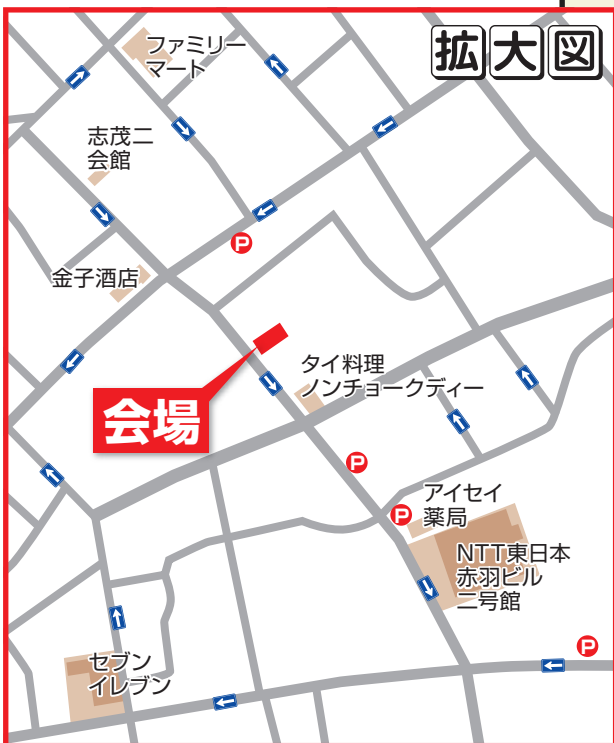 拡大図
ファミリー
マート
志茂二
会館
P
金子酒店
会場
タイ料理
ノンチョークディー
P
アイセイ
薬局
P
NTT東日本
赤羽ビル
二号館
P
セブン
イレブン